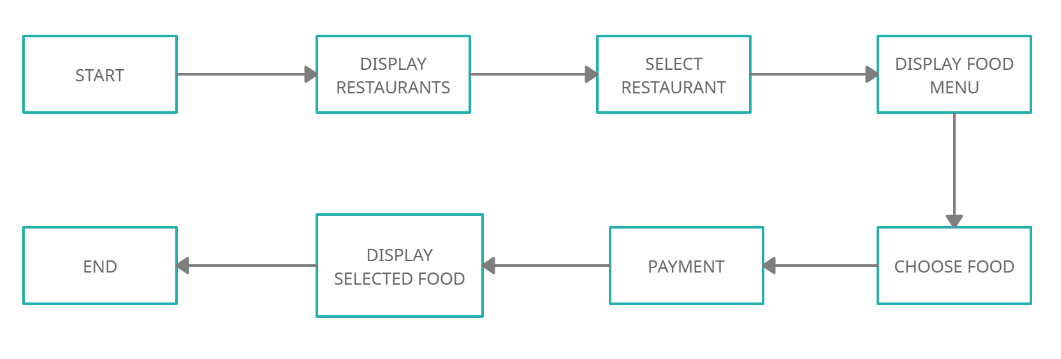 START
DISPLAY
RESTAURANTS
SELECT
RESTAURANT
DISPLAY FOOD
MENU
CHOOSE FOOD
PAYMENT
DISPLAY
SELECTED FOOD
END